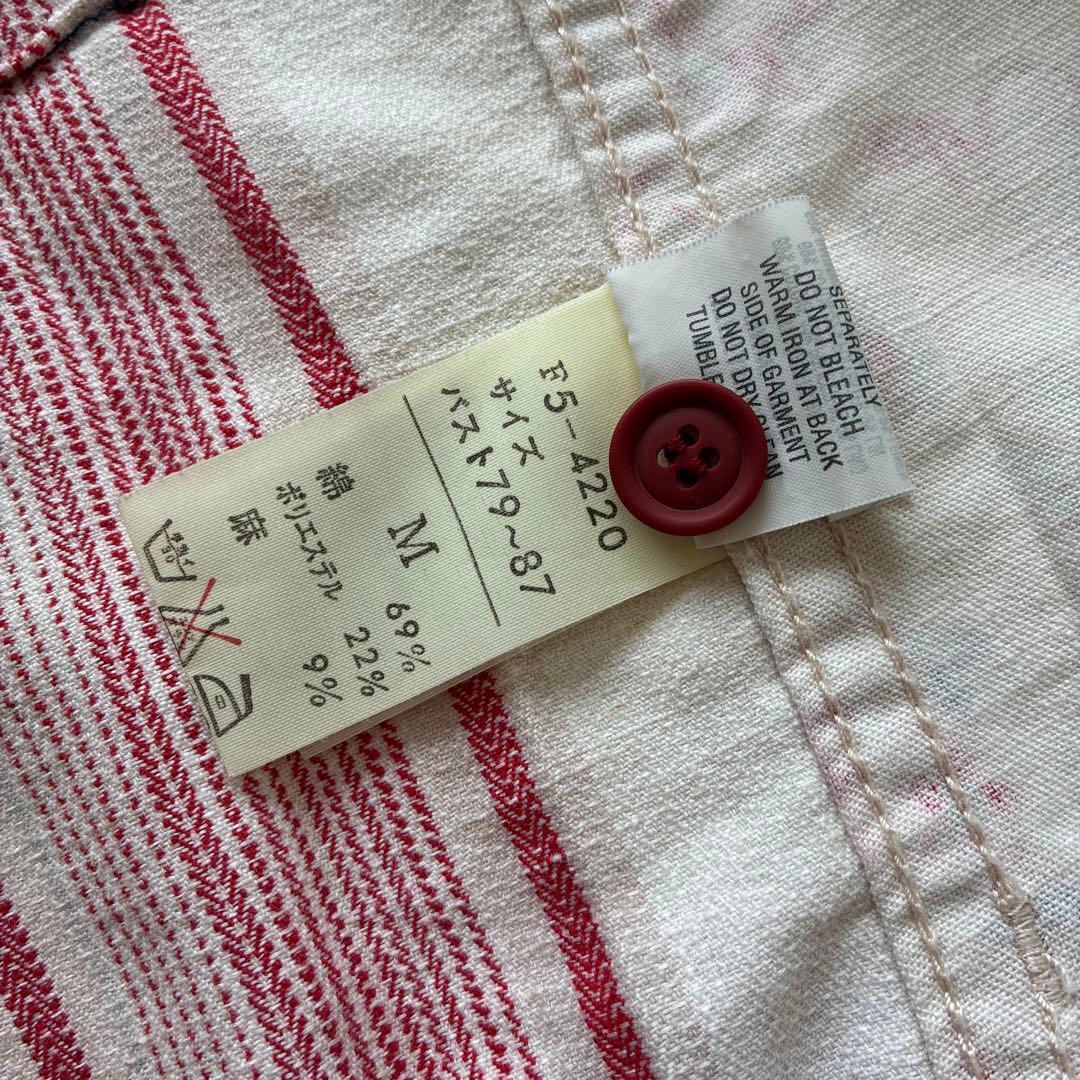 F5-4220
サイズ
バスト79~87
M
綿 69%
ポリエステル 22%
麻 9%
SEPARATELY
DO NOT BLEACH
WARM IRON AT BACK
SIDE OF GARMENT
DO NOT DRY CLEAN
TUMBLE